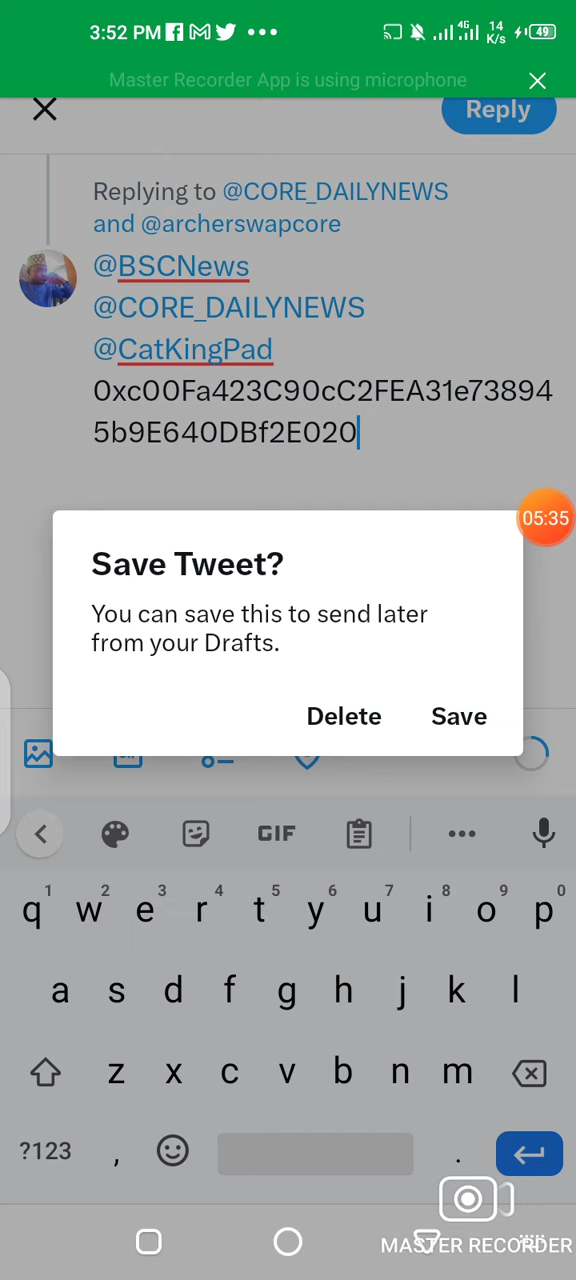 3:52 PM
4G
14
K/s
49
Master Recorder App is using microphone
Reply
Replying to @CORE_DAILYNEWS
and @archerswapcore
@BSCNews
@CORE_DAILYNEWS
@CatKingPad
0xc00Fa423C90cC2FEA31e73894
5b9E640DBf2E020
05:35
Save Tweet?
You can save this to send later
from your Drafts.
Delete Save
GIF
1 2 3 4 5 6 7 8 9 0
q w e r t y u i o p
a s d f g h j k l
z x c v b n m
?123 , .
MASTER RECORDER